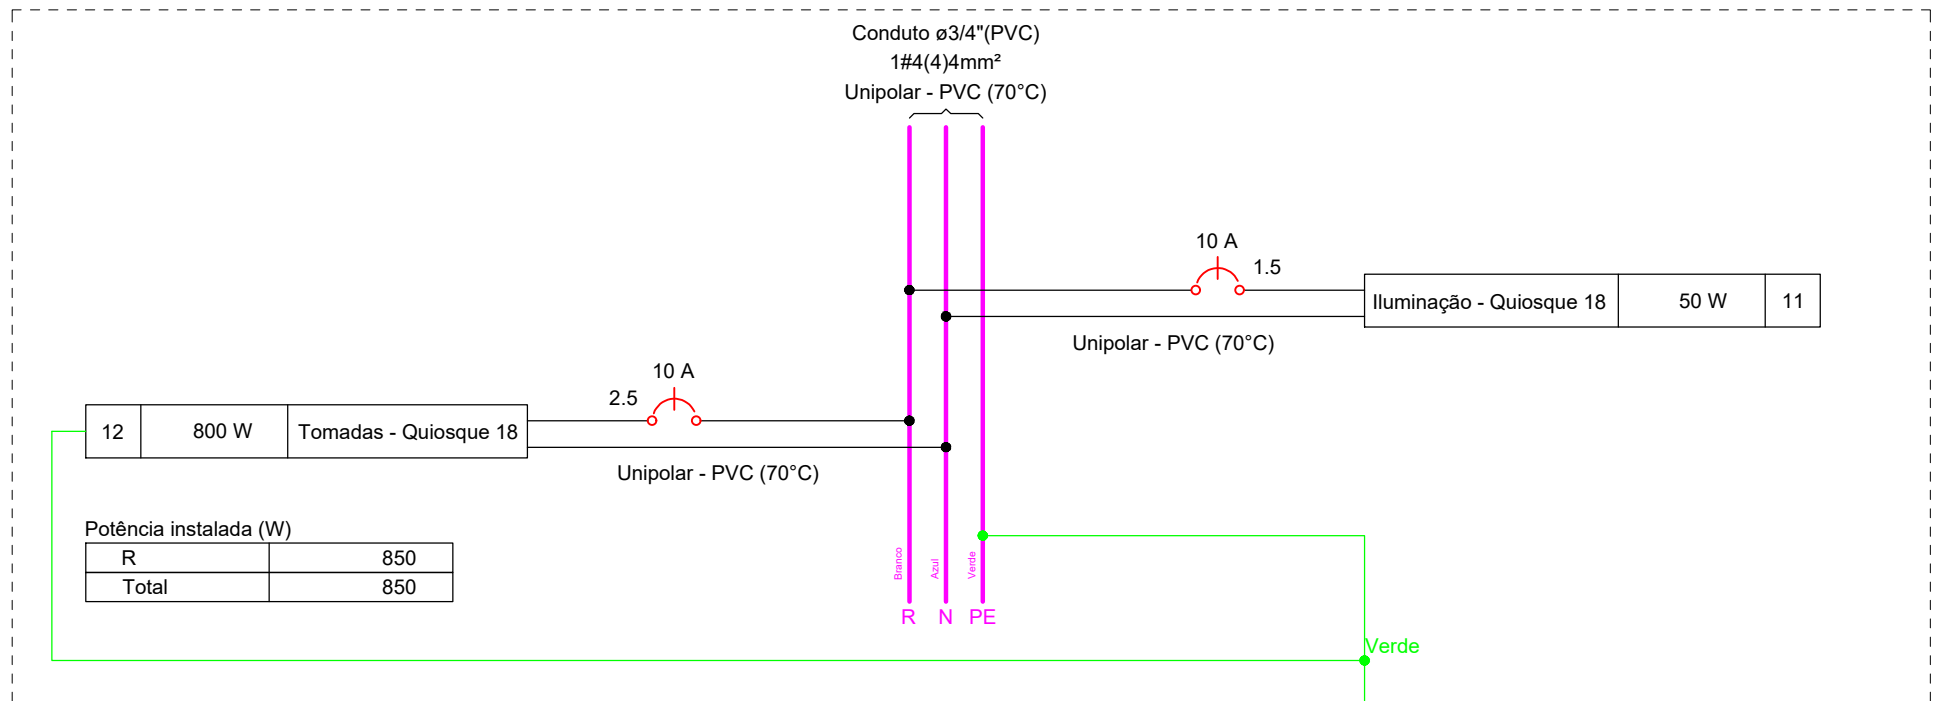 Conduto ø3/4"(PVC)
1#4(4)4mm²
Unipolar - PVC (70°C)
10 A
1.5
Iluminação - Quiosque 18 50 W 11
Unipolar - PVC (70°C)
10 A
2.5
12 800 W Tomadas - Quiosque 18
Unipolar - PVC (70°C)
Potência instalada (W)
R 850
Total 850
Branco Azul Verde
R N PE
Verde